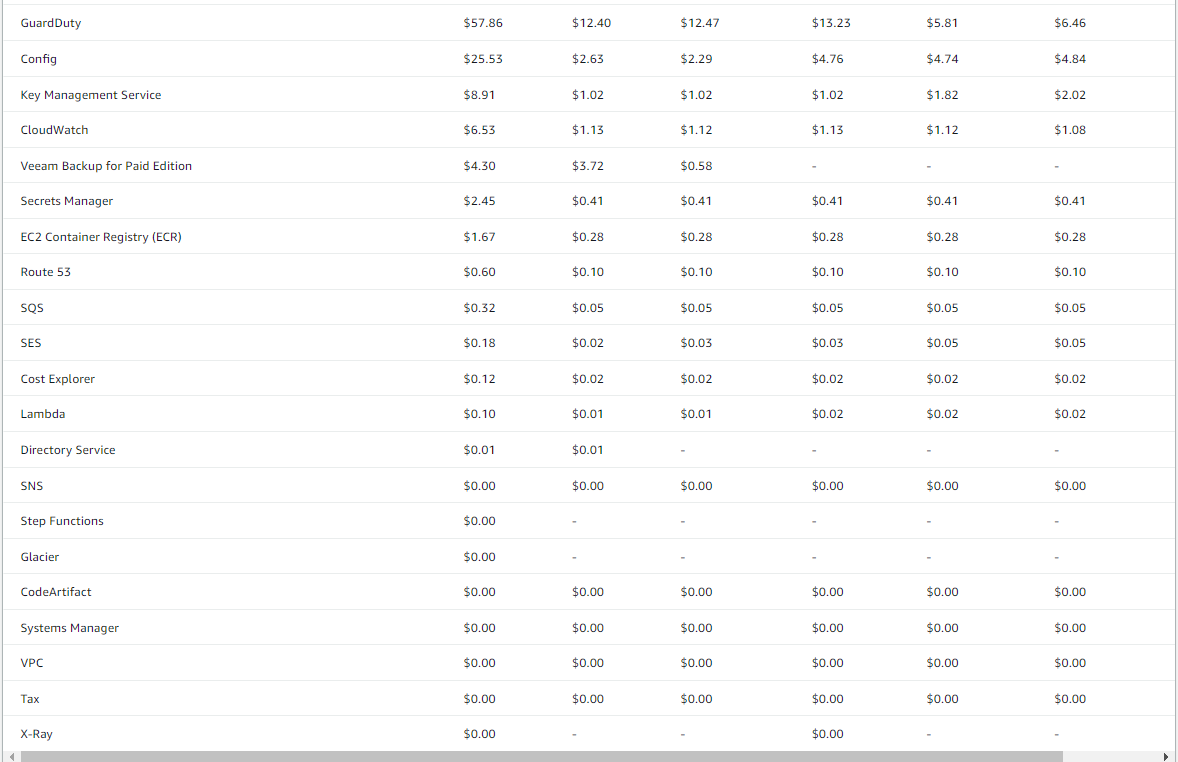 GuardDuty $57.86 $12.40 $12.47 $13.23 $5.81 $6.46
Config $25.53 $2.63 $2.29 $4.76 $4.74 $4.84
Key Management Service $8.91 $1.02 $1.02 $1.02 $1.82 $2.02
CloudWatch $6.53 $1.13 $1.12 $1.13 $1.12 $1.08
Veeam Backup for Paid Edition $4.30 $3.72 $0.58 - - -
Secrets Manager $2.45 $0.41 $0.41 $0.41 $0.41 $0.41
EC2 Container Registry (ECR) $1.67 $0.28 $0.28 $0.28 $0.28 $0.28
Route 53 $0.60 $0.10 $0.10 $0.10 $0.10 $0.10
SQS $0.32 $0.05 $0.05 $0.05 $0.05 $0.05
SES $0.18 $0.02 $0.03 $0.03 $0.05 $0.05
Cost Explorer $0.12 $0.02 $0.02 $0.02 $0.02 $0.02
Lambda $0.10 $0.01 $0.01 $0.02 $0.02 $0.02
Directory Service $0.01 $0.01 - - - -
SNS $0.00 $0.00 $0.00 $0.00 $0.00 $0.00
Step Functions $0.00 - - - - -
Glacier $0.00 - - - - -
CodeArtifact $0.00 $0.00 $0.00 $0.00 $0.00 $0.00
Systems Manager $0.00 $0.00 $0.00 $0.00 $0.00 $0.00
VPC $0.00 $0.00 $0.00 $0.00 $0.00 $0.00
Tax $0.00 $0.00 $0.00 $0.00 $0.00 $0.00
X-Ray $0.00 - - $0.00 - -